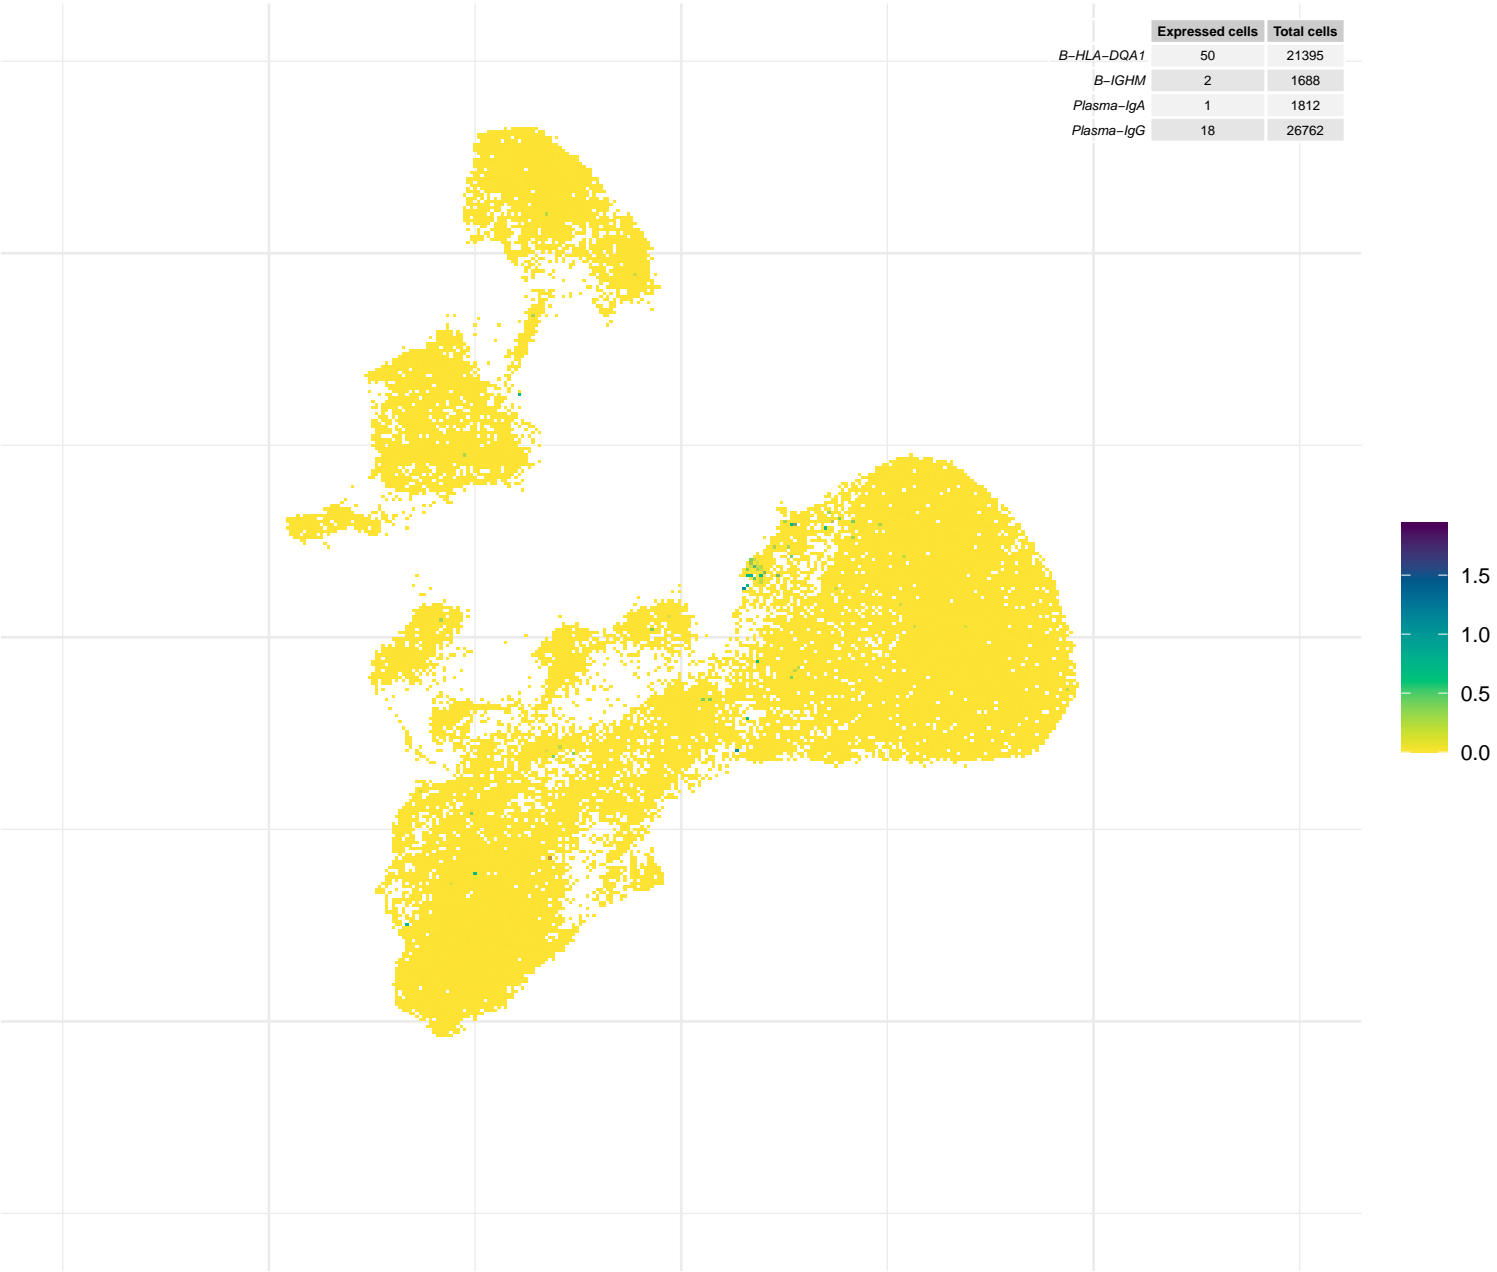 Expressed cells Total cells
B-HLA-DQA1 50 21395
B-IGHM 2 1688
Plasma-IgA 1 1812
Plasma-IgG 18 26762
1.5
1.0
0.5
0.0